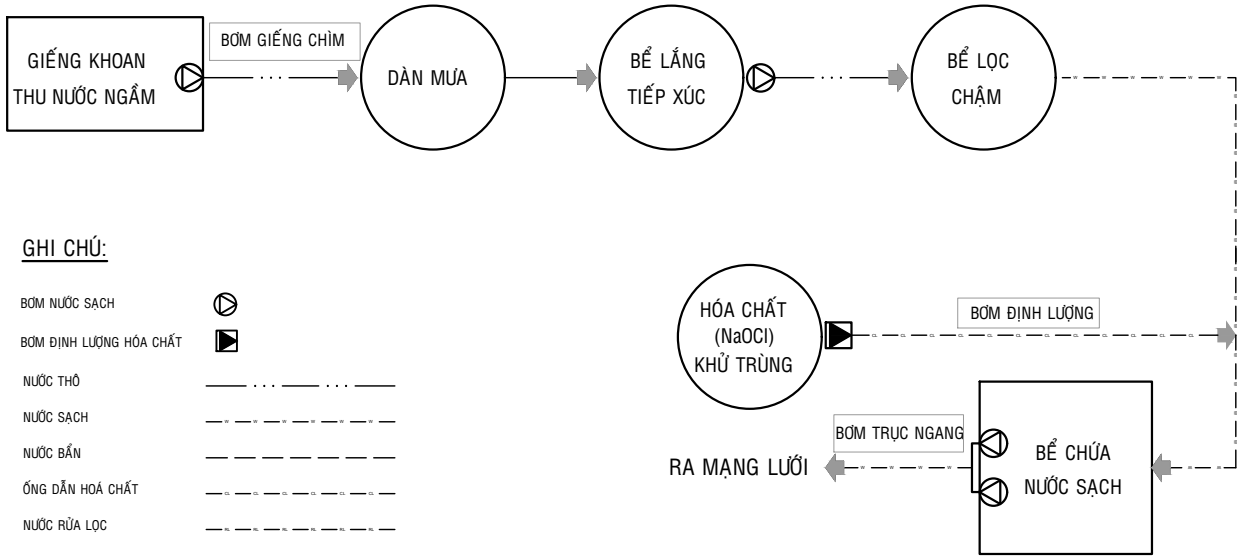 GIẾNG KHOAN
THU NƯỚC NGẦM
BƠM GIẾNG CHÌM
DÀN MƯA
BỂ LẮNG
TIẾP XÚC
BỂ LỌC
CHẬM
GHI CHÚ:
BƠM NƯỚC SẠCH
BƠM ĐỊNH LƯỢNG HÓA CHẤT
NƯỚC THÔ
NƯỚC SẠCH
NƯỚC BẨN
ỐNG DẪN HOÁ CHẤT
NƯỚC RỬA LỌC
HÓA CHẤT
(NaOCl)
KHỬ TRÙNG
BƠM ĐỊNH LƯỢNG
BƠM TRỤC NGANG
RA MẠNG LƯỚI
BỂ CHỨA
NƯỚC SẠCH